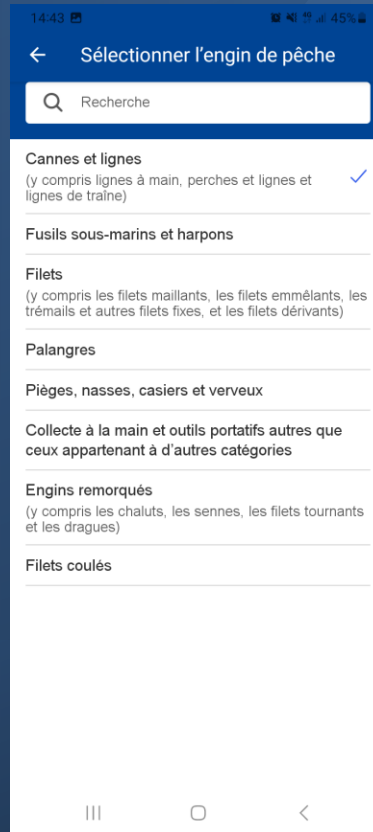 14:43 45%
Sélectionner l'engin de pêche
Recherche
Cannes et lignes
(y compris lignes à main, perches et lignes et
lignes de traîne)
Fusils sous-marins et harpons
Filets
(y compris les filets maillants, les filets emmêlants, les
trémails et autres filets fixes, et les filets dérivants)
Palangres
Pièges, nasses, casiers et verveux
Collecte à la main et outils portatifs autres que
ceux appartenant à d'autres catégories
Engins remorqués
(y compris les chaluts, les sennes, les filets tournants
et les dragues)
Filets coulés